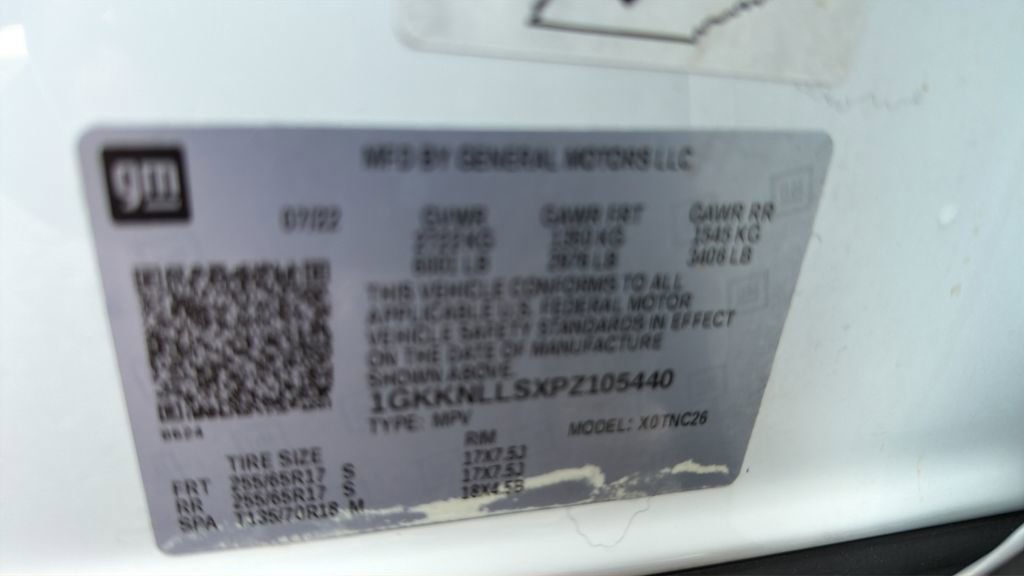 gm
MFD BY GENERAL MOTORS LLC
07/22 GVWR GAWR FRT GAWR RR
2722 KG 1350 KG 1545 KG
6001 LB 2976 LB 3406 LB
THIS VEHICLE CONFORMS TO ALL
APPLICABLE U.S. FEDERAL MOTOR
VEHICLE SAFETY STANDARDS IN EFFECT
ON THE DATE OF MANUFACTURE
SHOWN ABOVE.
1GKKNLLSXPZ105440
TYPE: MPV MODEL: X0TNC26
TIRE SIZE RIM
FRT 255/65R17 S 17X7.5J
RR 255/65R17 S 17X7.5J
SPA T135/70R18 M 18X4.5B